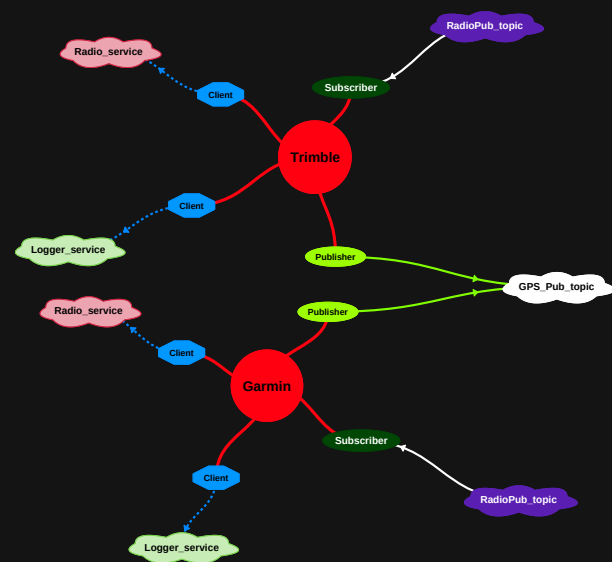 RadioPub_topic
Radio_service
Subscriber
Client
Trimble
Client
Logger_service
Publisher
GPS_Pub_topic
Radio_service
Publisher
Client
Garmin
Subscriber
Client
RadioPub_topic
Logger_service